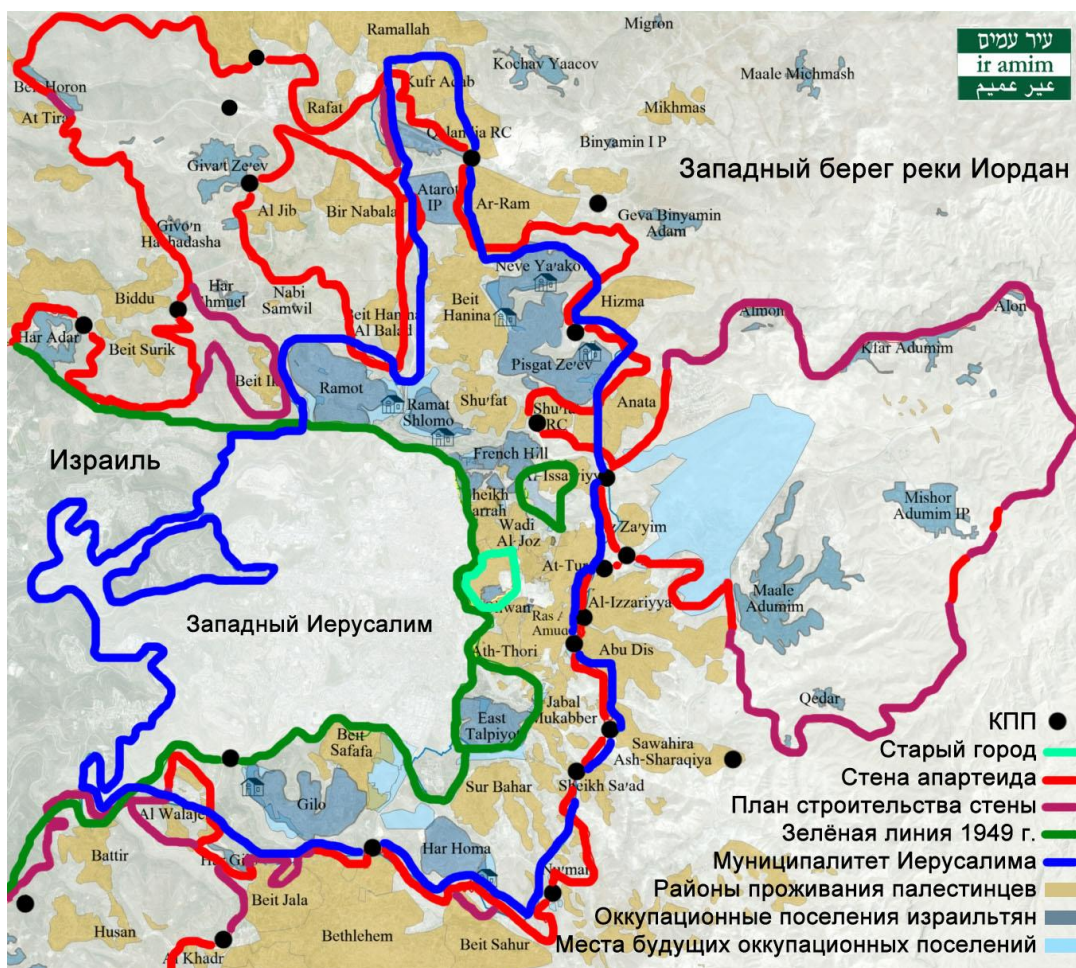 Ramallah
Migron
עיר עמים
ir amim
عير عميم
Kochav Yaacov
Maale Michmash
Kufr Aqab
Beit Horon
Rafat
Mikhmas
At Tira
Qalandia RC
Binyamin I P
Западный берег реки Иордан
Giva't Ze'ev
Atarot
IP
Al Jib
Bir Nabala
Ar-Ram
Geva Binyamin
Adam
Givo'n
Hahadasha
Neve Ya'akov
Har
Shmuel
Nabi
Samwil
Biddu
Beit
Hanina
Hizma
Beit Hanina
Al Balad
Almon
Alon
Har Adar
Beit Surik
Kfar Adumim
Pisgat Ze'ev
Beit
Ramot
Ramat
Shlomo
Shu'fat
Shu'fat
RC
Anata
Израиль
French Hill
Al-Issawiyya
Sheikh
Jarrah
Mishor
Adumim IP
Wadi
Al-Joz
Za'yim
At-Tur
Maale
Adumim
Silwan
Al-Izzariyya
Западный Иерусалим
Ras
Amud
Ath-Thori
Abu Dis
Qedar
Jabal
Mukabber
East
Talpiyot
Beit
Safafa
Sawahira
Ash-Sharaqiya
Sheikh Sa'ad
Sur Bahar
Gilo
Al Walaje
Har Homa
Battir
Har Gilo
Nu'man
Beit Jala
Husan
Bethlehem
Beit Sahur
Al Khadr
КПП
Старый город
Стена апартеида
План строительства стены
Зелёная линия 1949 г.
Муниципалитет Иерусалима
Районы проживания палестинцев
Оккупационные поселения израильтян
Места будущих оккупационных поселений